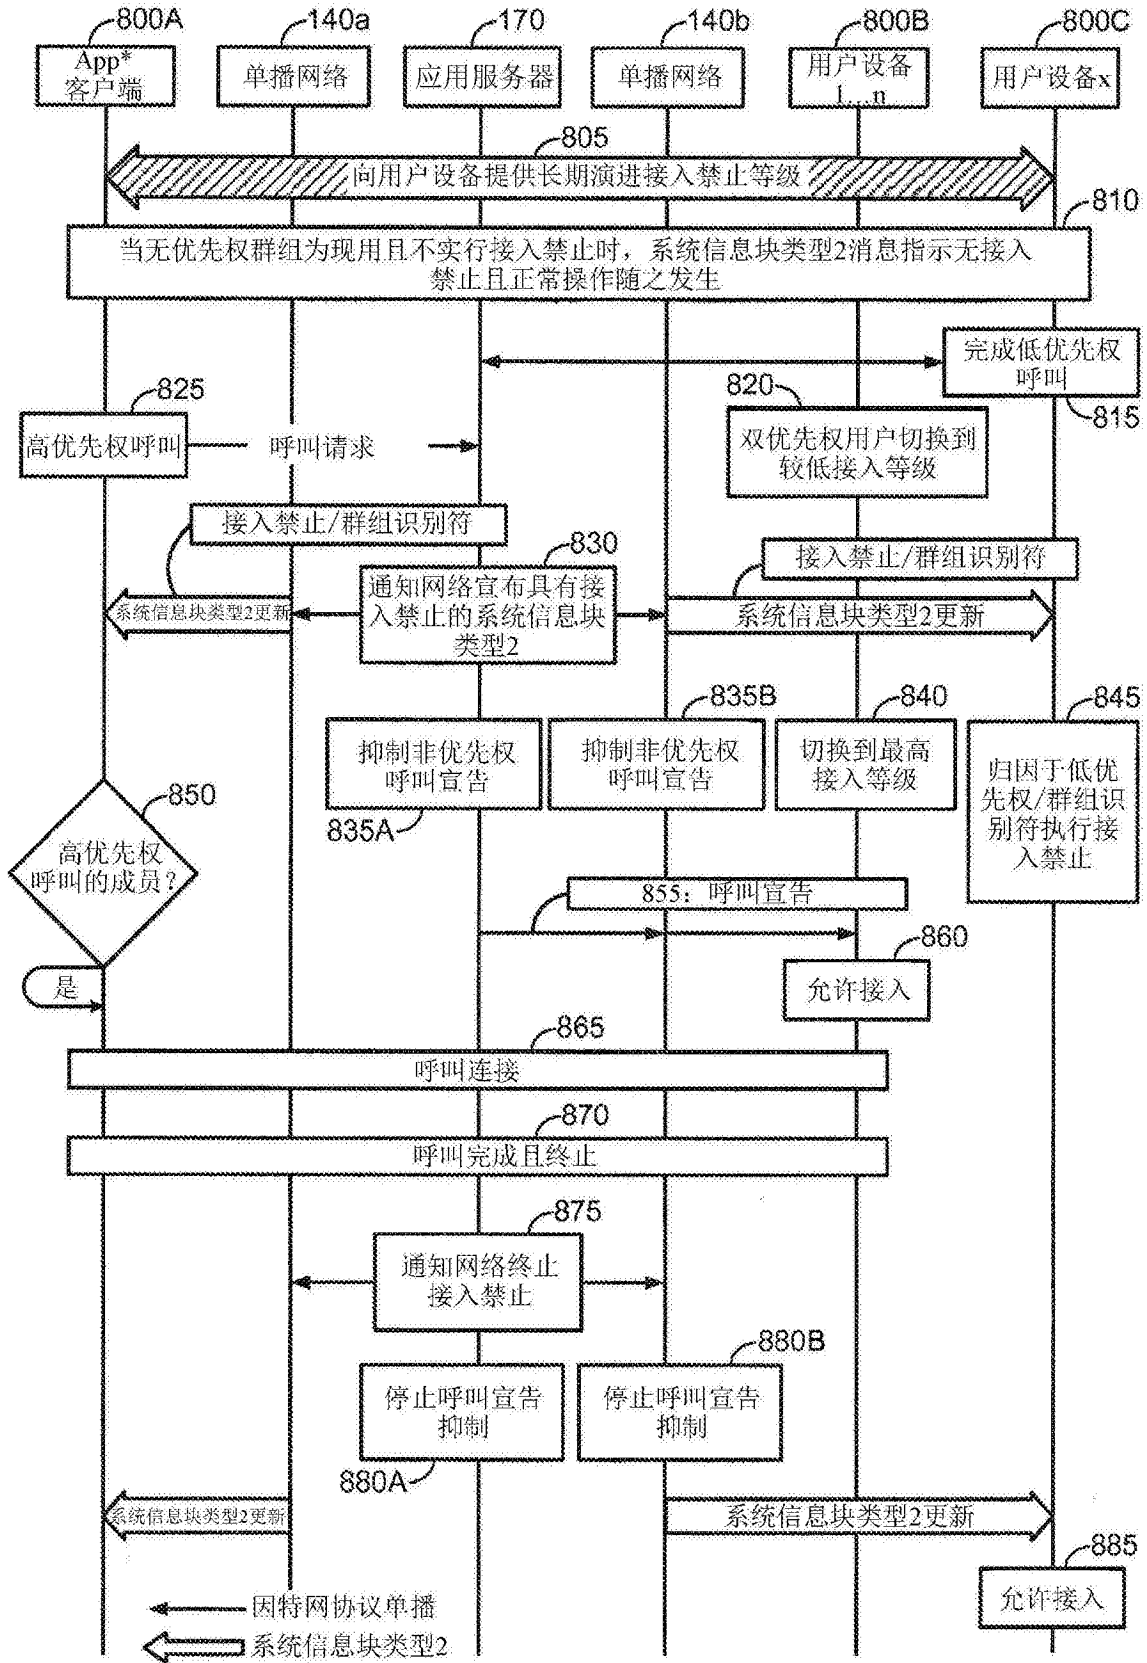 800A
140a
170
140b
800B
800C
App*
客户端
单播网络
应用服务器
单播网络
用户设备
1...n
用户设备x
805
向用户设备提供长期演进接入禁止等级
810
当无优先权群组为现用且不实行接入禁止时，系统信息块类型2消息指示无接入
禁止且正常操作随之发生
完成低优先权
呼叫
815
820
双优先权用户切换到
较低接入等级
825
高优先权呼叫
呼叫请求
接入禁止/群组识别符
830
通知网络宣布具有接
入禁止的系统信息块
类型2
接入禁止/群组识别符
系统信息块类型2更新
系统信息块类型2更新
835B
840
845
抑制非优先权
呼叫宣告
835A
抑制非优先权
呼叫宣告
切换到最高
接入等级
归因于低优
先权/群组识
别符执行接
入禁止
850
高优先权
呼叫的成员？
是
855：呼叫宣告
860
允许接入
865
呼叫连接
870
呼叫完成且终止
875
通知网络终止
接入禁止
880B
停止呼叫宣告
抑制
880A
停止呼叫宣告
抑制
系统信息块类型2更新
系统信息块类型2更新
885
允许接入
因特网协议单播
系统信息块类型2